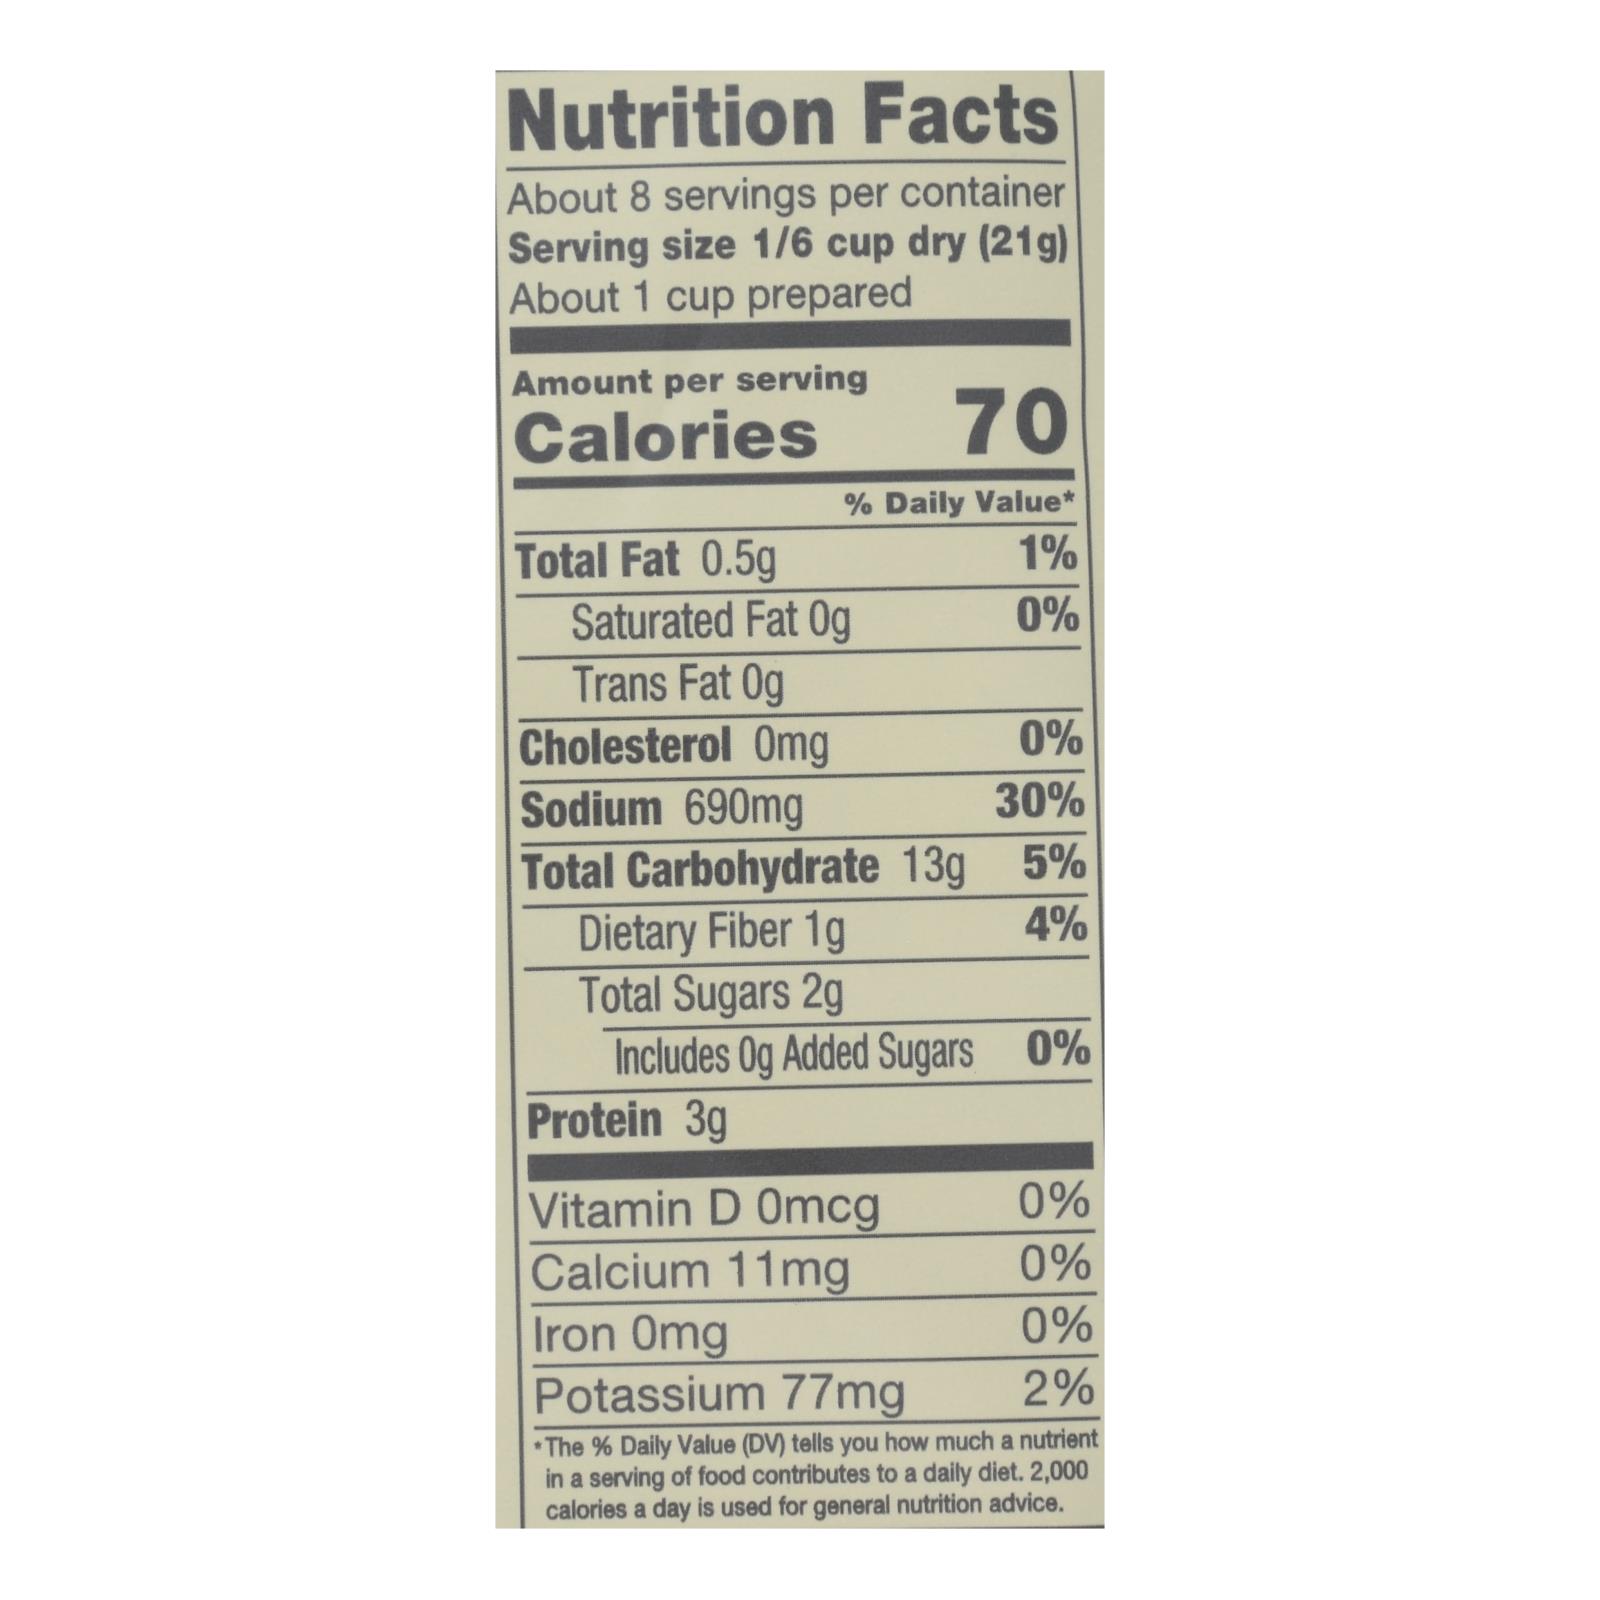 Nutrition Facts
About 8 servings per container
Serving size 1/6 cup dry (21g)
About 1 cup prepared
Amount per serving
Calories 70
% Daily Value*
Total Fat 0.5g 1%
Saturated Fat 0g 0%
Trans Fat 0g
Cholesterol 0mg 0%
Sodium 690mg 30%
Total Carbohydrate 13g 5%
Dietary Fiber 1g 4%
Total Sugars 2g
Includes 0g Added Sugars 0%
Protein 3g
Vitamin D 0mcg 0%
Calcium 11mg 0%
Iron 0mg 0%
Potassium 77mg 2%
*The % Daily Value (DV) tells you how much a nutrient
in a serving of food contributes to a daily diet. 2,000
calories a day is used for general nutrition advice.